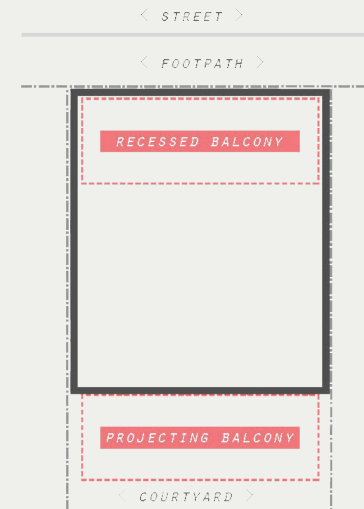 < STREET >
< FOOTPATH >
RECESSED BALCONY
PROJECTING BALCONY
< COURTYARD >